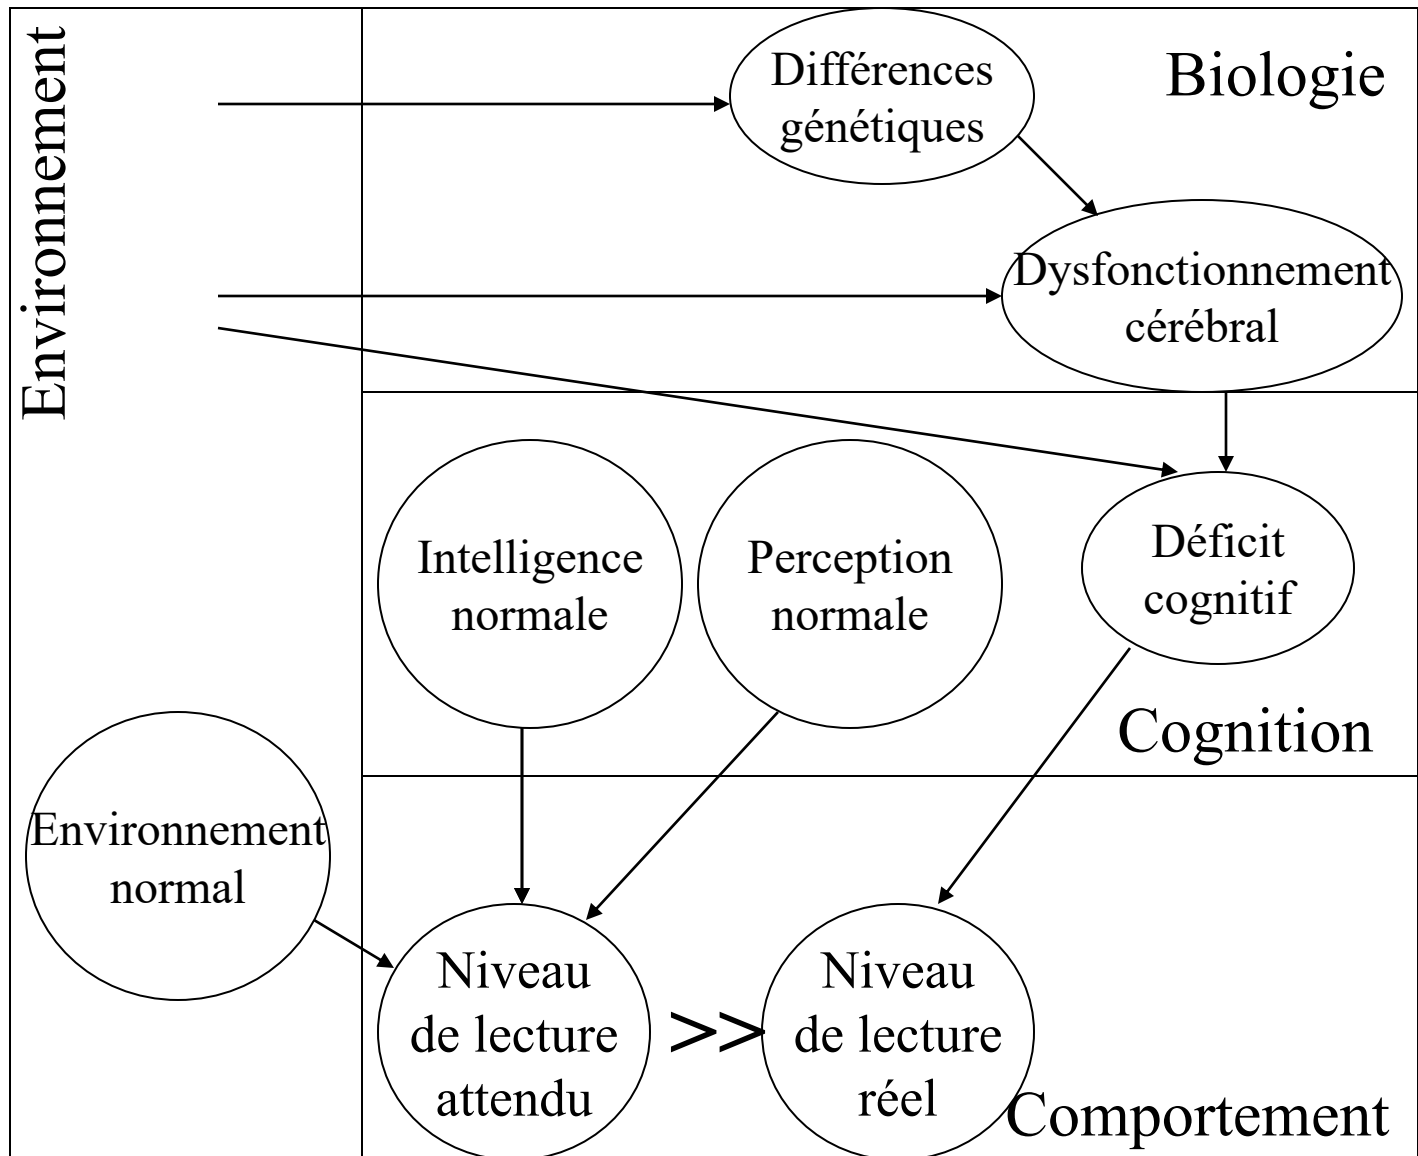 Environnement
Différences
génétiques
Biologie
Dysfonctionnement
cérébral
Intelligence
normale
Perception
normale
Déficit
cognitif
Cognition
Environnement
normal
Niveau
de lecture
attendu
>>
Niveau
de lecture
réel
Comportement